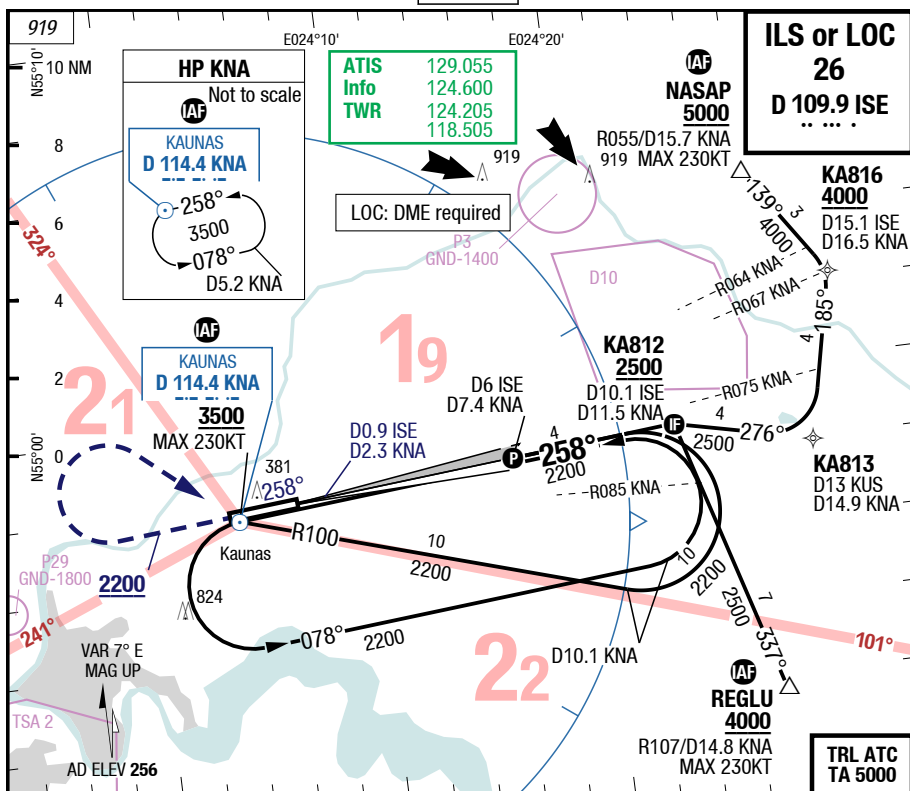 919
E024°10'
E024°20'
N55°10'
10 NM
8
6
4
2
0
N55°00'
HP KNA
Not to scale
IAF
KAUNAS
D 114.4 KNA
258°
3500
078°
D5.2 KNA
ATIS 129.055
Info 124.600
TWR 124.205
118.505
919
LOC: DME required
P3
GND-1400
IAF
NASAP
5000
R055/D15.7 KNA
919 MAX 230KT
ILS or LOC
26
D 109.9 ISE
KA816
4000
D15.1 ISE
D16.5 KNA
139°
3
4000
D10
R064 KNA
R067 KNA
185°
4
R075 KNA
324°
21
19
IAF
KAUNAS
D 114.4 KNA
3500
MAX 230KT
D6 ISE
D7.4 KNA
KA812
2500
D10.1 ISE
D11.5 KNA
IF
4
2500
276°
KA813
D13 KUS
D14.9 KNA
D0.9 ISE
D2.3 KNA
P
4
258°
2200
R085 KNA
381
258°
Kaunas
R100
10
2200
10
2200
P29
GND-1800
2200
824
078°
2200
D10.1 KNA
7
2500
337°
101°
241°
22
VAR 7° E
MAG UP
TSA 2
AD ELEV 256
IAF
REGLU
4000
R107/D14.8 KNA
MAX 230KT
TRL ATC
TA 5000